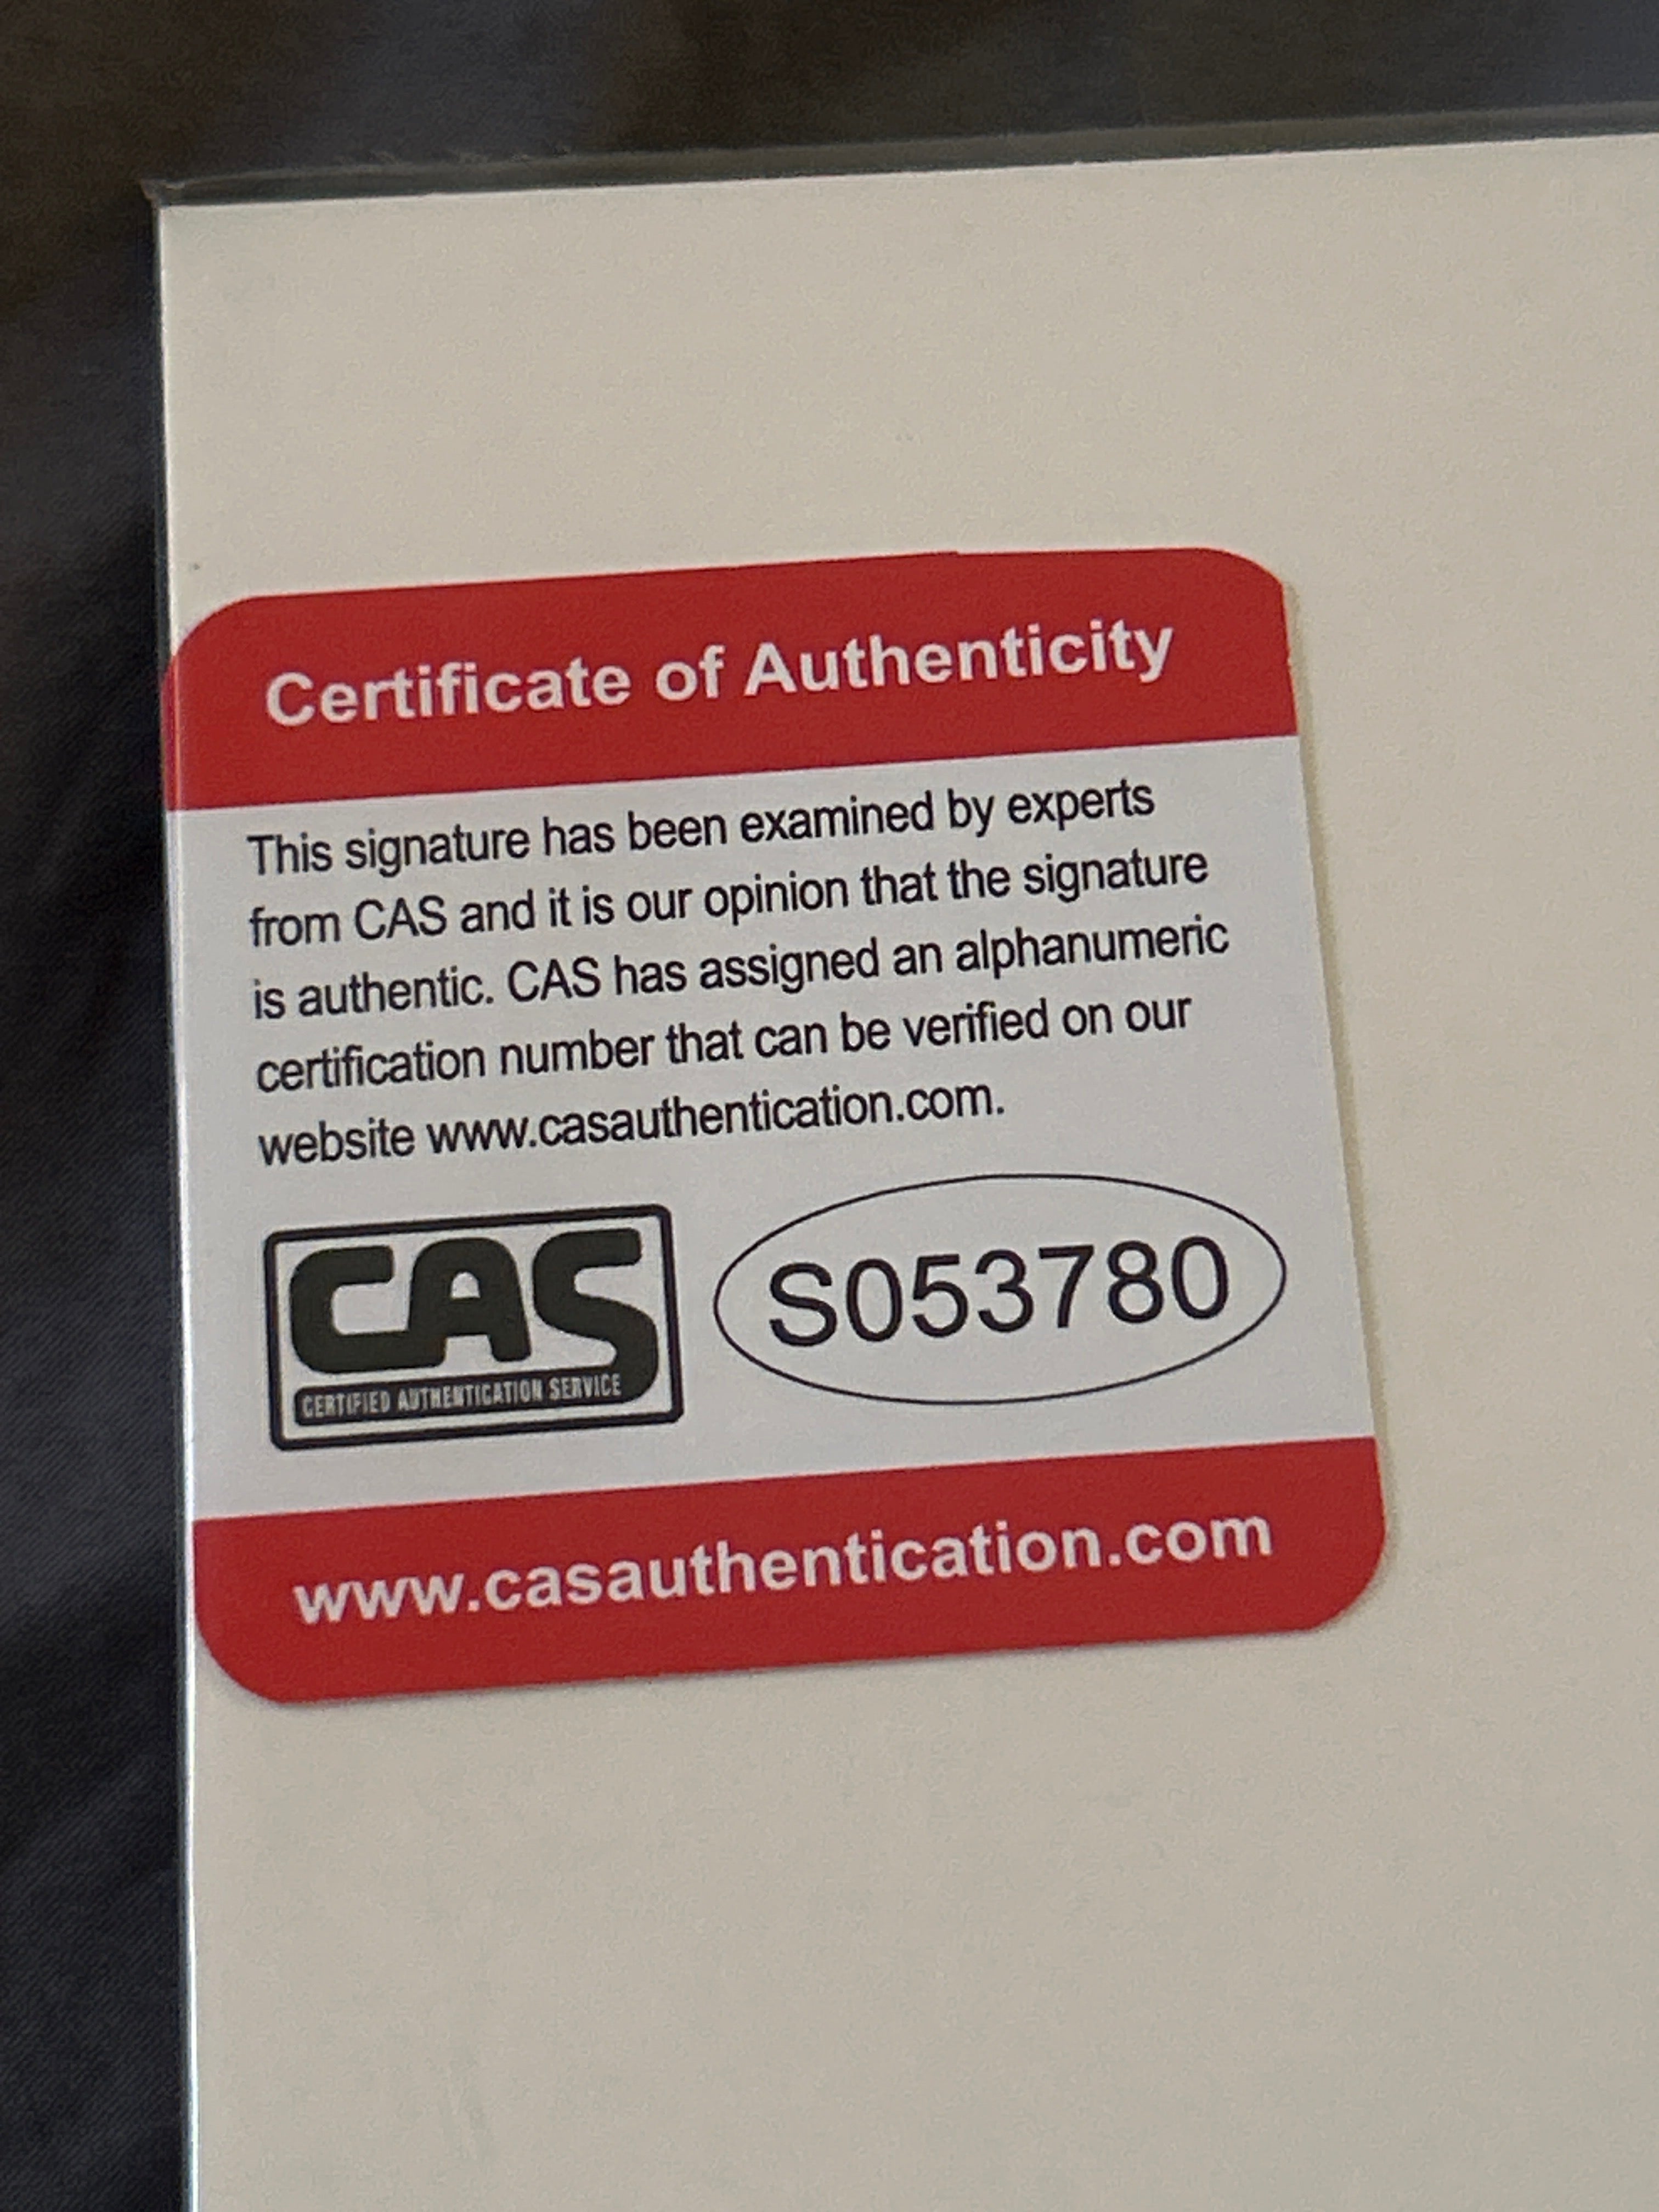 Certificate of Authenticity
This signature has been examined by experts
from CAS and it is our opinion that the signature
is authentic. CAS has assigned an alphanumeric
certification number that can be verified on our
website www.casauthentication.com.
CAS
CERTIFIED AUTHENTICATION SERVICE
S053780
www.casauthentication.com